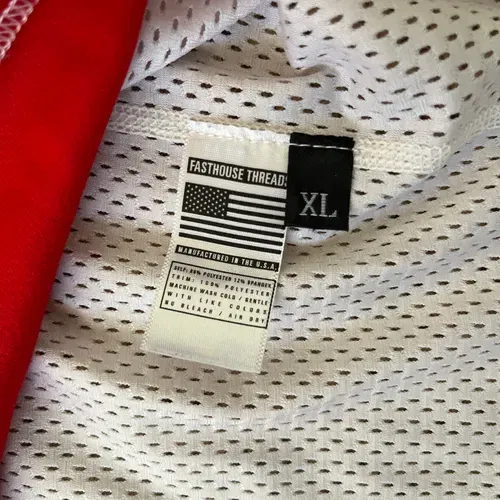 FASTHOUSE THREADS
XL
MANUFACTURED IN THE U.S.A.
SELF: POLYESTER 12% SPANDEX
TRIM: 100% POLYESTER
MACHINE WASH COLD / GENTLE
WITH LIKE COLORS
NO BLEACH / AIR DRY